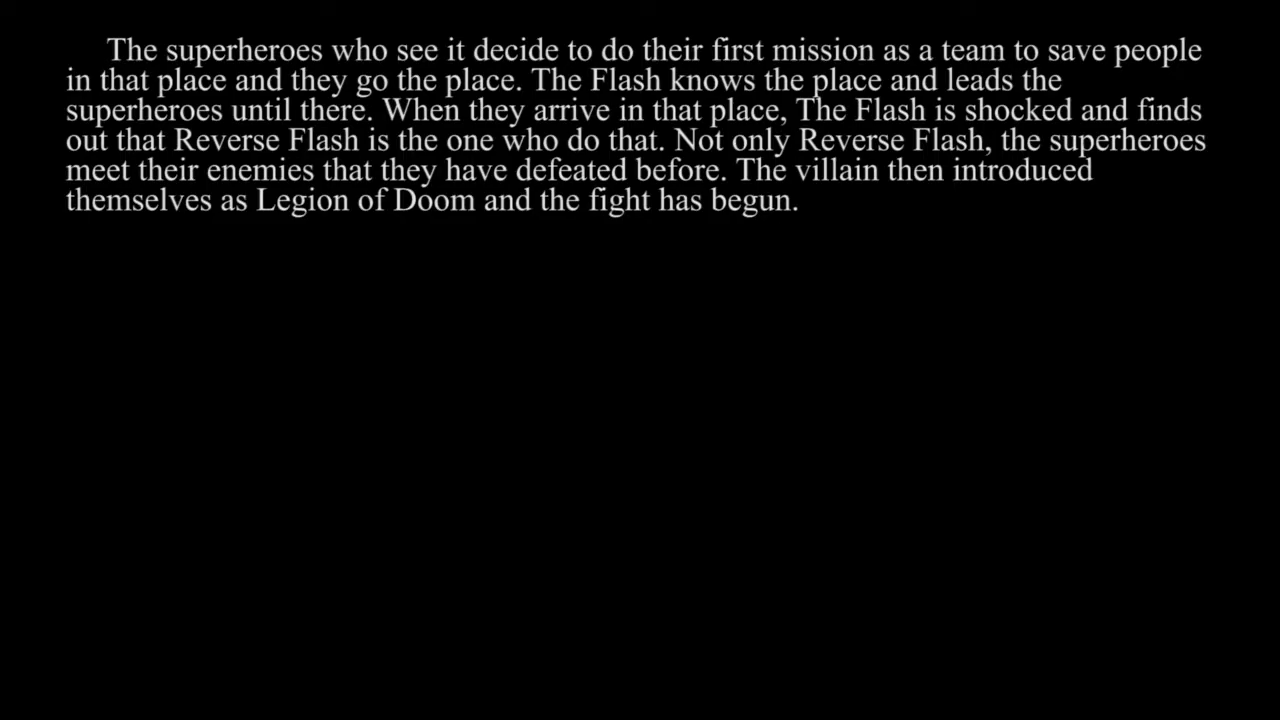 The superheroes who see it decide to do their first mission as a team to save people
in that place and they go the place. The Flash knows the place and leads the
superheroes until there. When they arrive in that place, The Flash is shocked and finds
out that Reverse Flash is the one who do that. Not only Reverse Flash, the superheroes
meet their enemies that they have defeated before. The villain then introduced
themselves as Legion of Doom and the fight has begun.